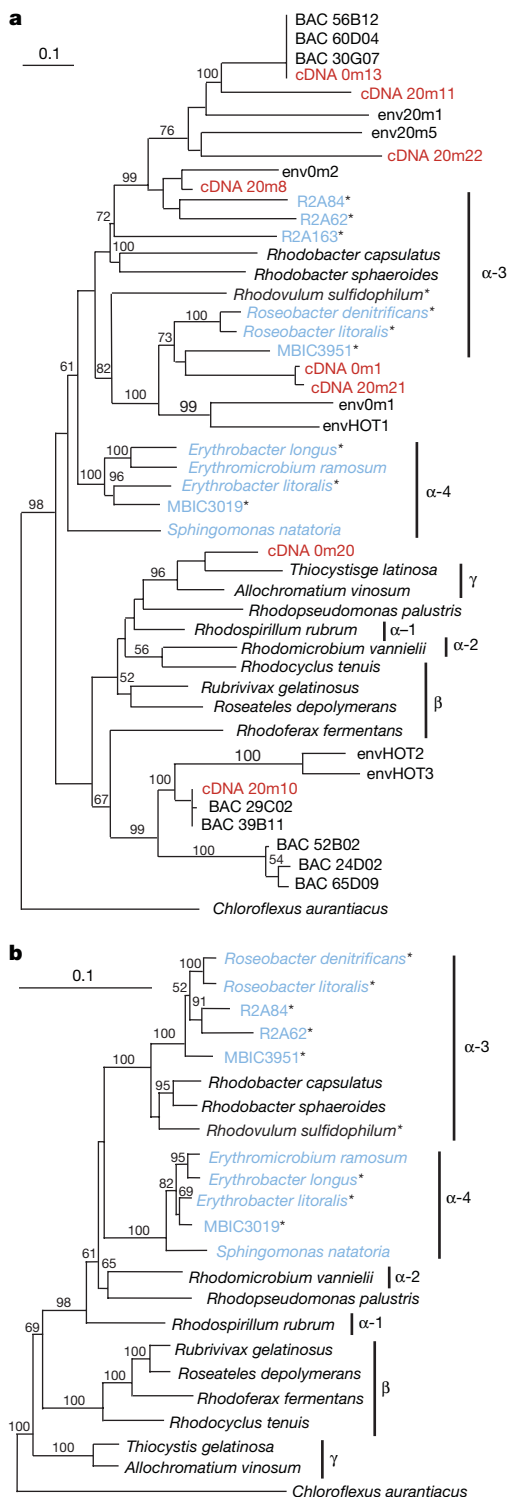 a
0.1
BAC 56B12
BAC 60D04
BAC 30G07
100
cDNA 0m13
cDNA 20m11
env20m1
76
env20m5
cDNA 20m22
99
env0m2
cDNA 20m8
R2A84*
72
R2A62*
R2A163*
100
Rhodobacter capsulatus
α-3
Rhodobacter sphaeroides
Rhodovulum sulfidophilum*
100
Roseobacter denitrificans*
Roseobacter litoralis*
73
MBIC3951*
61
82
cDNA 0m1
cDNA 20m21
100
99
env0m1
envHOT1
100
Erythrobacter longus*
Erythromicrobium ramosum
100
96
Erythrobacter litoralis*
α-4
98
MBIC3019*
Sphingomonas natatoria
cDNA 0m20
96
Thiocystisge latinosa
γ
Allochromatium vinosum
Rhodopseudomonas palustris
Rhodospirillum rubrum
α–1
56
Rhodomicrobium vannielii
α-2
Rhodocyclus tenuis
52
Rubrivivax gelatinosus
β
Roseateles depolymerans
Rhodoferax fermentans
100
envHOT2
100
envHOT3
67
cDNA 20m10
BAC 29C02
99
BAC 39B11
100
BAC 52B02
54
BAC 24D02
BAC 65D09
Chloroflexus aurantiacus
b
0.1
100
Roseobacter denitrificans*
52
Roseobacter litoralis*
91
R2A84*
R2A62*
100
MBIC3951*
α-3
100
95
Rhodobacter capsulatus
Rhodobacter sphaeroides
Rhodovulum sulfidophilum*
95
Erythromicrobium ramosum
82
Erythrobacter longus*
69
Erythrobacter litoralis*
α-4
100
MBIC3019*
Sphingomonas natatoria
61
65
Rhodomicrobium vannielii
α-2
Rhodopseudomonas palustris
98
Rhodospirillum rubrum
α-1
69
100
Rubrivivax gelatinosus
100
Roseateles depolymerans
100
Rhodoferax fermentans
β
Rhodocyclus tenuis
100
100
Thiocystis gelatinosa
γ
Allochromatium vinosum
Chloroflexus aurantiacus